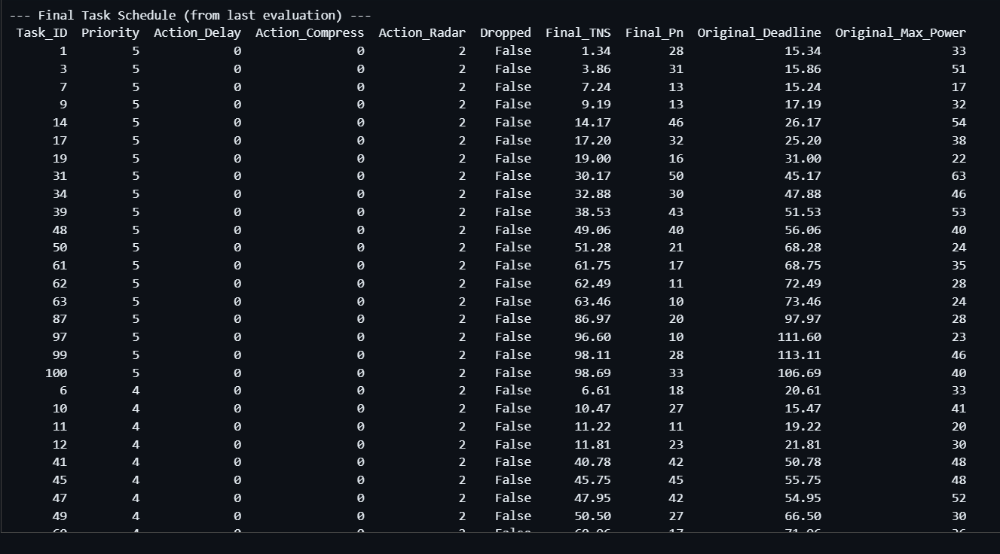 --- Final Task Schedule (from last evaluation) ---
Task_ID Priority Action_Delay Action_Compress Action_Radar Dropped Final_TNS Final_Pn Original_Deadline Original_Max_Power
1 5 0 0 2 False 1.34 28 15.34 33
3 5 0 0 2 False 3.86 31 15.86 51
7 5 0 0 2 False 7.24 13 15.24 17
9 5 0 0 2 False 9.19 13 17.19 32
14 5 0 0 2 False 14.17 46 26.17 54
17 5 0 0 2 False 17.20 32 25.20 38
19 5 0 0 2 False 19.00 16 31.00 22
31 5 0 0 2 False 30.17 50 45.17 63
34 5 0 0 2 False 32.88 30 47.88 46
39 5 0 0 2 False 38.53 43 51.53 53
48 5 0 0 2 False 49.06 40 56.06 40
50 5 0 0 2 False 51.28 21 68.28 24
61 5 0 0 2 False 61.75 17 68.75 35
62 5 0 0 2 False 62.49 11 72.49 28
63 5 0 0 2 False 63.46 10 73.46 24
87 5 0 0 2 False 86.97 20 97.97 28
97 5 0 0 2 False 96.60 10 111.60 23
99 5 0 0 2 False 98.11 28 113.11 46
100 5 0 0 2 False 98.69 33 106.69 40
6 4 0 0 2 False 6.61 18 20.61 33
10 4 0 0 2 False 10.47 27 15.47 41
11 4 0 0 2 False 11.22 11 19.22 20
12 4 0 0 2 False 11.81 23 21.81 30
41 4 0 0 2 False 40.78 42 50.78 48
45 4 0 0 2 False 45.75 45 55.75 48
47 4 0 0 2 False 47.95 42 54.95 52
49 4 0 0 2 False 50.50 27 66.50 30